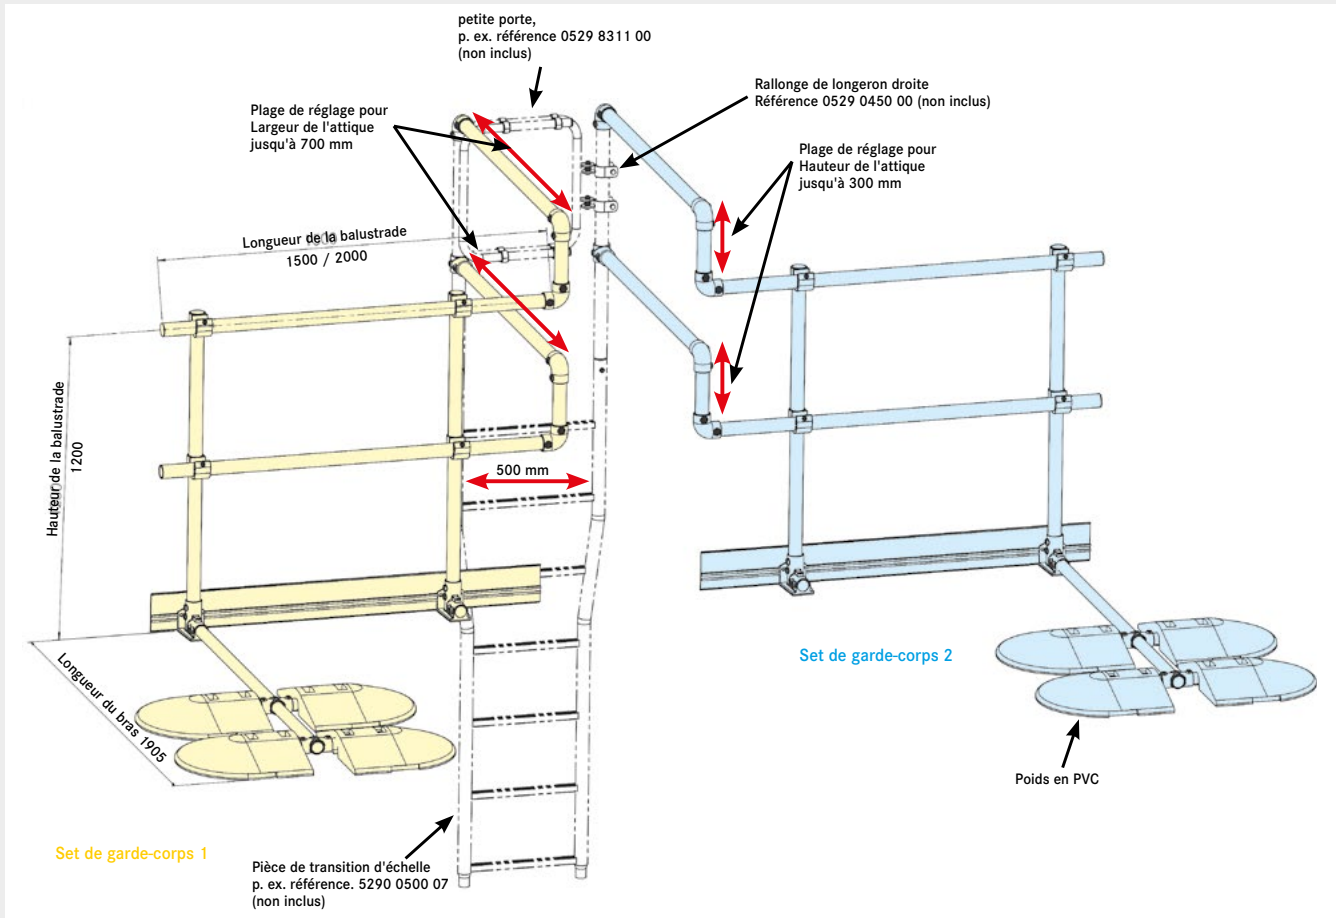 petite porte,
p. ex. référence 0529 8311 00
(non inclus)
Rallonge de longeron droite
Référence 0529 0450 00 (non inclus)
Plage de réglage pour
Largeur de l'attique
jusqu'à 700 mm
Plage de réglage pour
Hauteur de l'attique
jusqu'à 300 mm
Longueur de la balustrade
1500 / 2000
Hauteur de la balustrade
1200
500 mm
Longueur du bras 1905
Set de garde-corps 2
Poids en PVC
Set de garde-corps 1
Pièce de transition d'échelle
p. ex. référence. 5290 0500 07
(non inclus)